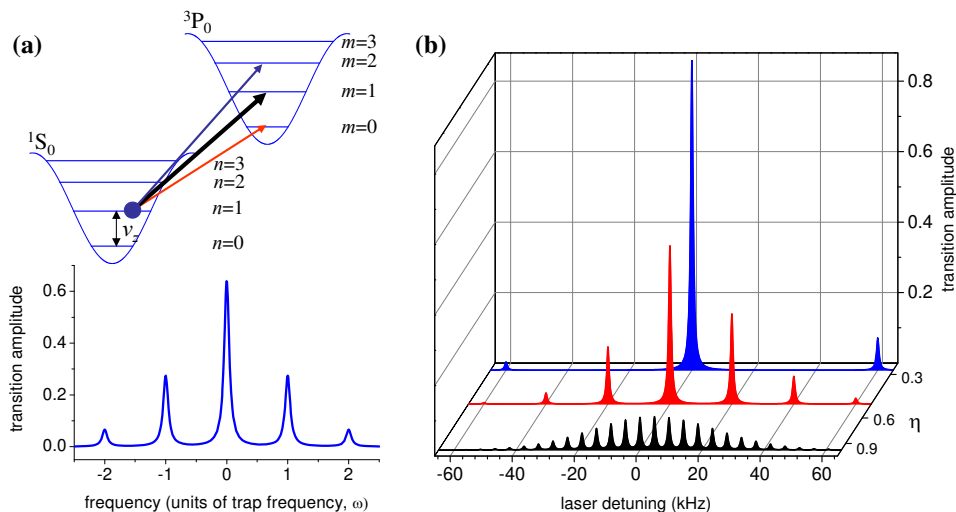 (a)
³P₀
m=3
m=2
m=1
m=0
¹S₀
n=3
n=2
n=1
n=0
ν_z
0.6
0.4
0.2
0.0
transition amplitude
-2
-1
0
1
2
frequency (units of trap frequency, ω)
(b)
0.8
0.6
0.4
0.2
transition amplitude
0.3
0.6
0.9
η
-60
-40
-20
0
20
40
60
laser detuning (kHz)